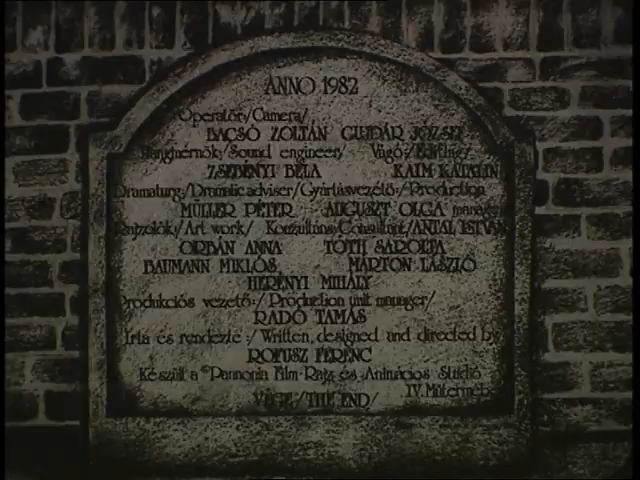 ANNO 1982
Operatőr/Camera/
BACSÓ ZOLTÁN GUJDÁR JÓZSEF
Hangmérnök/Sound engineer/ Vágó/Editing/
ZSEBÉNYI BÉLA KAIM KATALIN
Dramaturg/Dramatic adviser/Gyártásvezető:/Production
MÜLLER PÉTER AUGUSZT OLGA manager
Rajzolók/Art work/ Konzultáns/Consultant/ANTAL ISTVÁN
ORBÁN ANNA TÓTH SAROLTA
BAUMANN MIKLÓS MÁRTON LÁSZLÓ
HERÉNYI MIHÁLY
Produkciós vezető:/Production unit manager/
RADÓ TAMÁS
Írta és rendezte:/Written, designed and directed by
ROFUSZ FERENC
Készült a ©Pannonia Film-Rajz és Animációs Stúdió
IV. Műtermében
VÉGE/THE END/